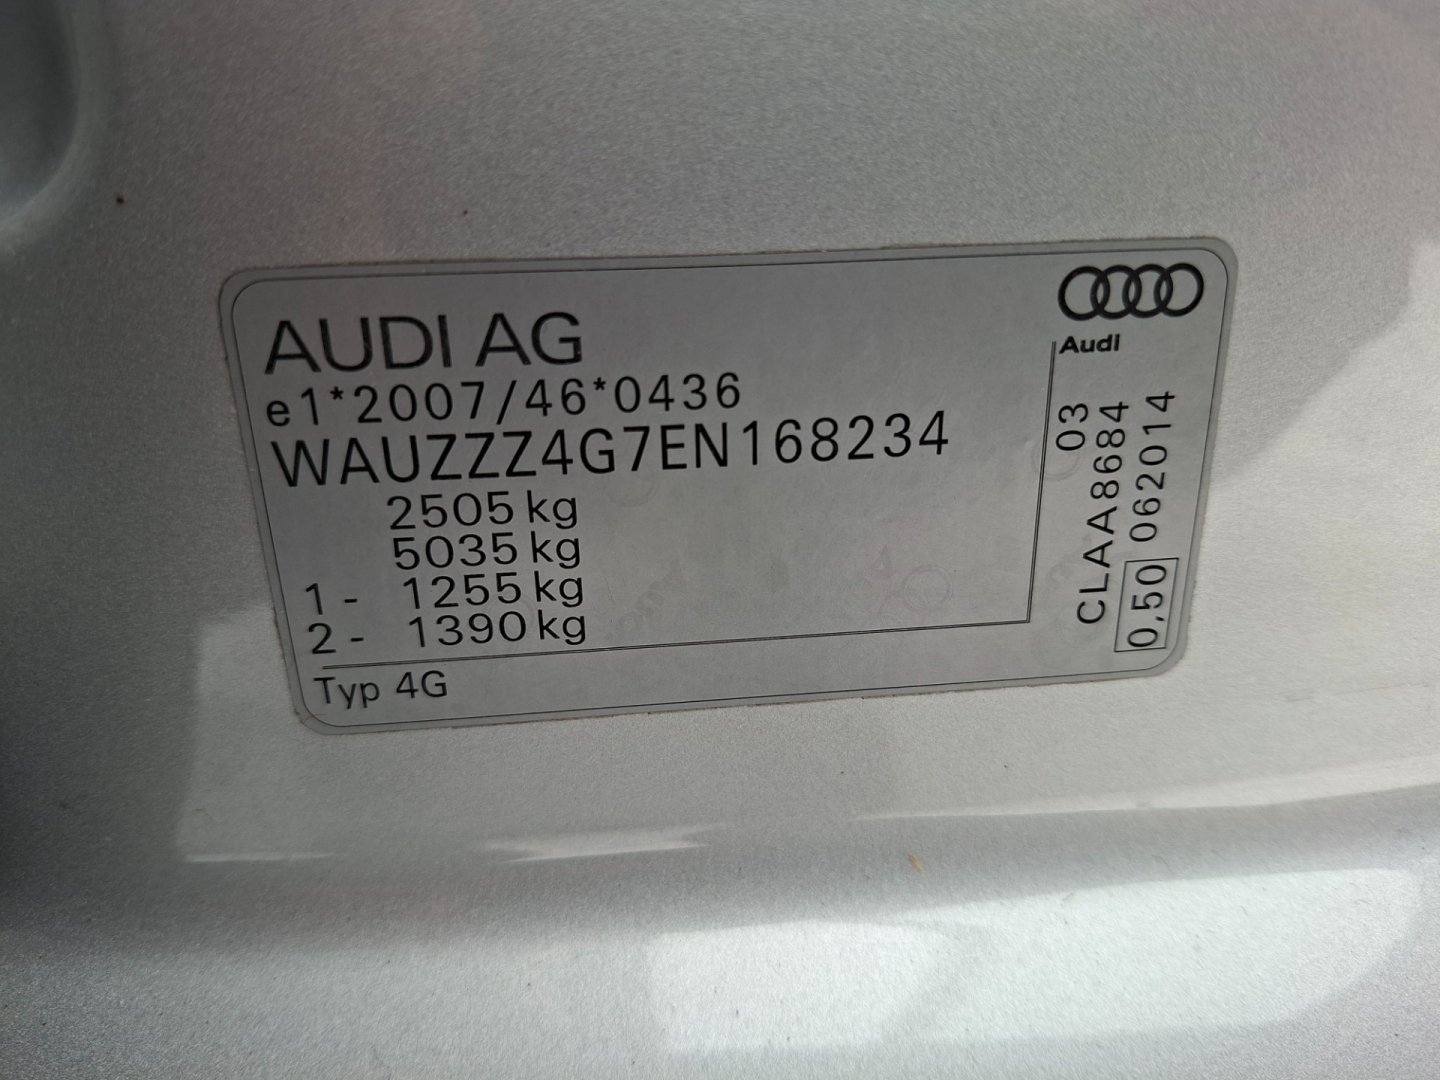 AUDI AG
e1*2007/46*0436
WAUZZZ4G7EN168234
2505 kg
5035 kg
1 - 1255 kg
2 - 1390 kg
Typ 4G
Audi
03
CLAA8684
0,50 062014